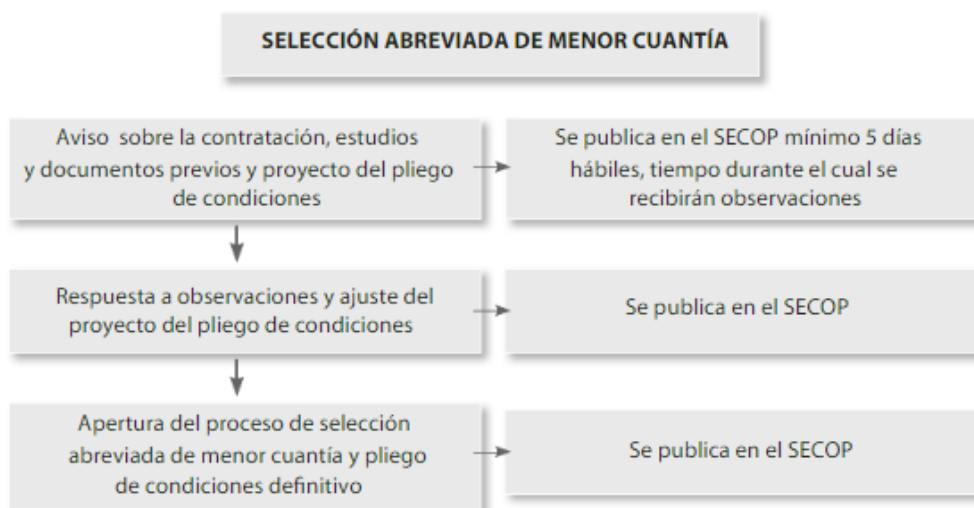 SELECCIÓN ABREVIADA DE MENOR CUANTÍA
Aviso sobre la contratación, estudios
y documentos previos y proyecto del pliego
de condiciones
Se publica en el SECOP mínimo 5 días
hábiles, tiempo durante el cual se
recibirán observaciones
Respuesta a observaciones y ajuste del
proyecto del pliego de condiciones
Se publica en el SECOP
Apertura del proceso de selección
abreviada de menor cuantía y pliego
de condiciones definitivo
Se publica en el SECOP